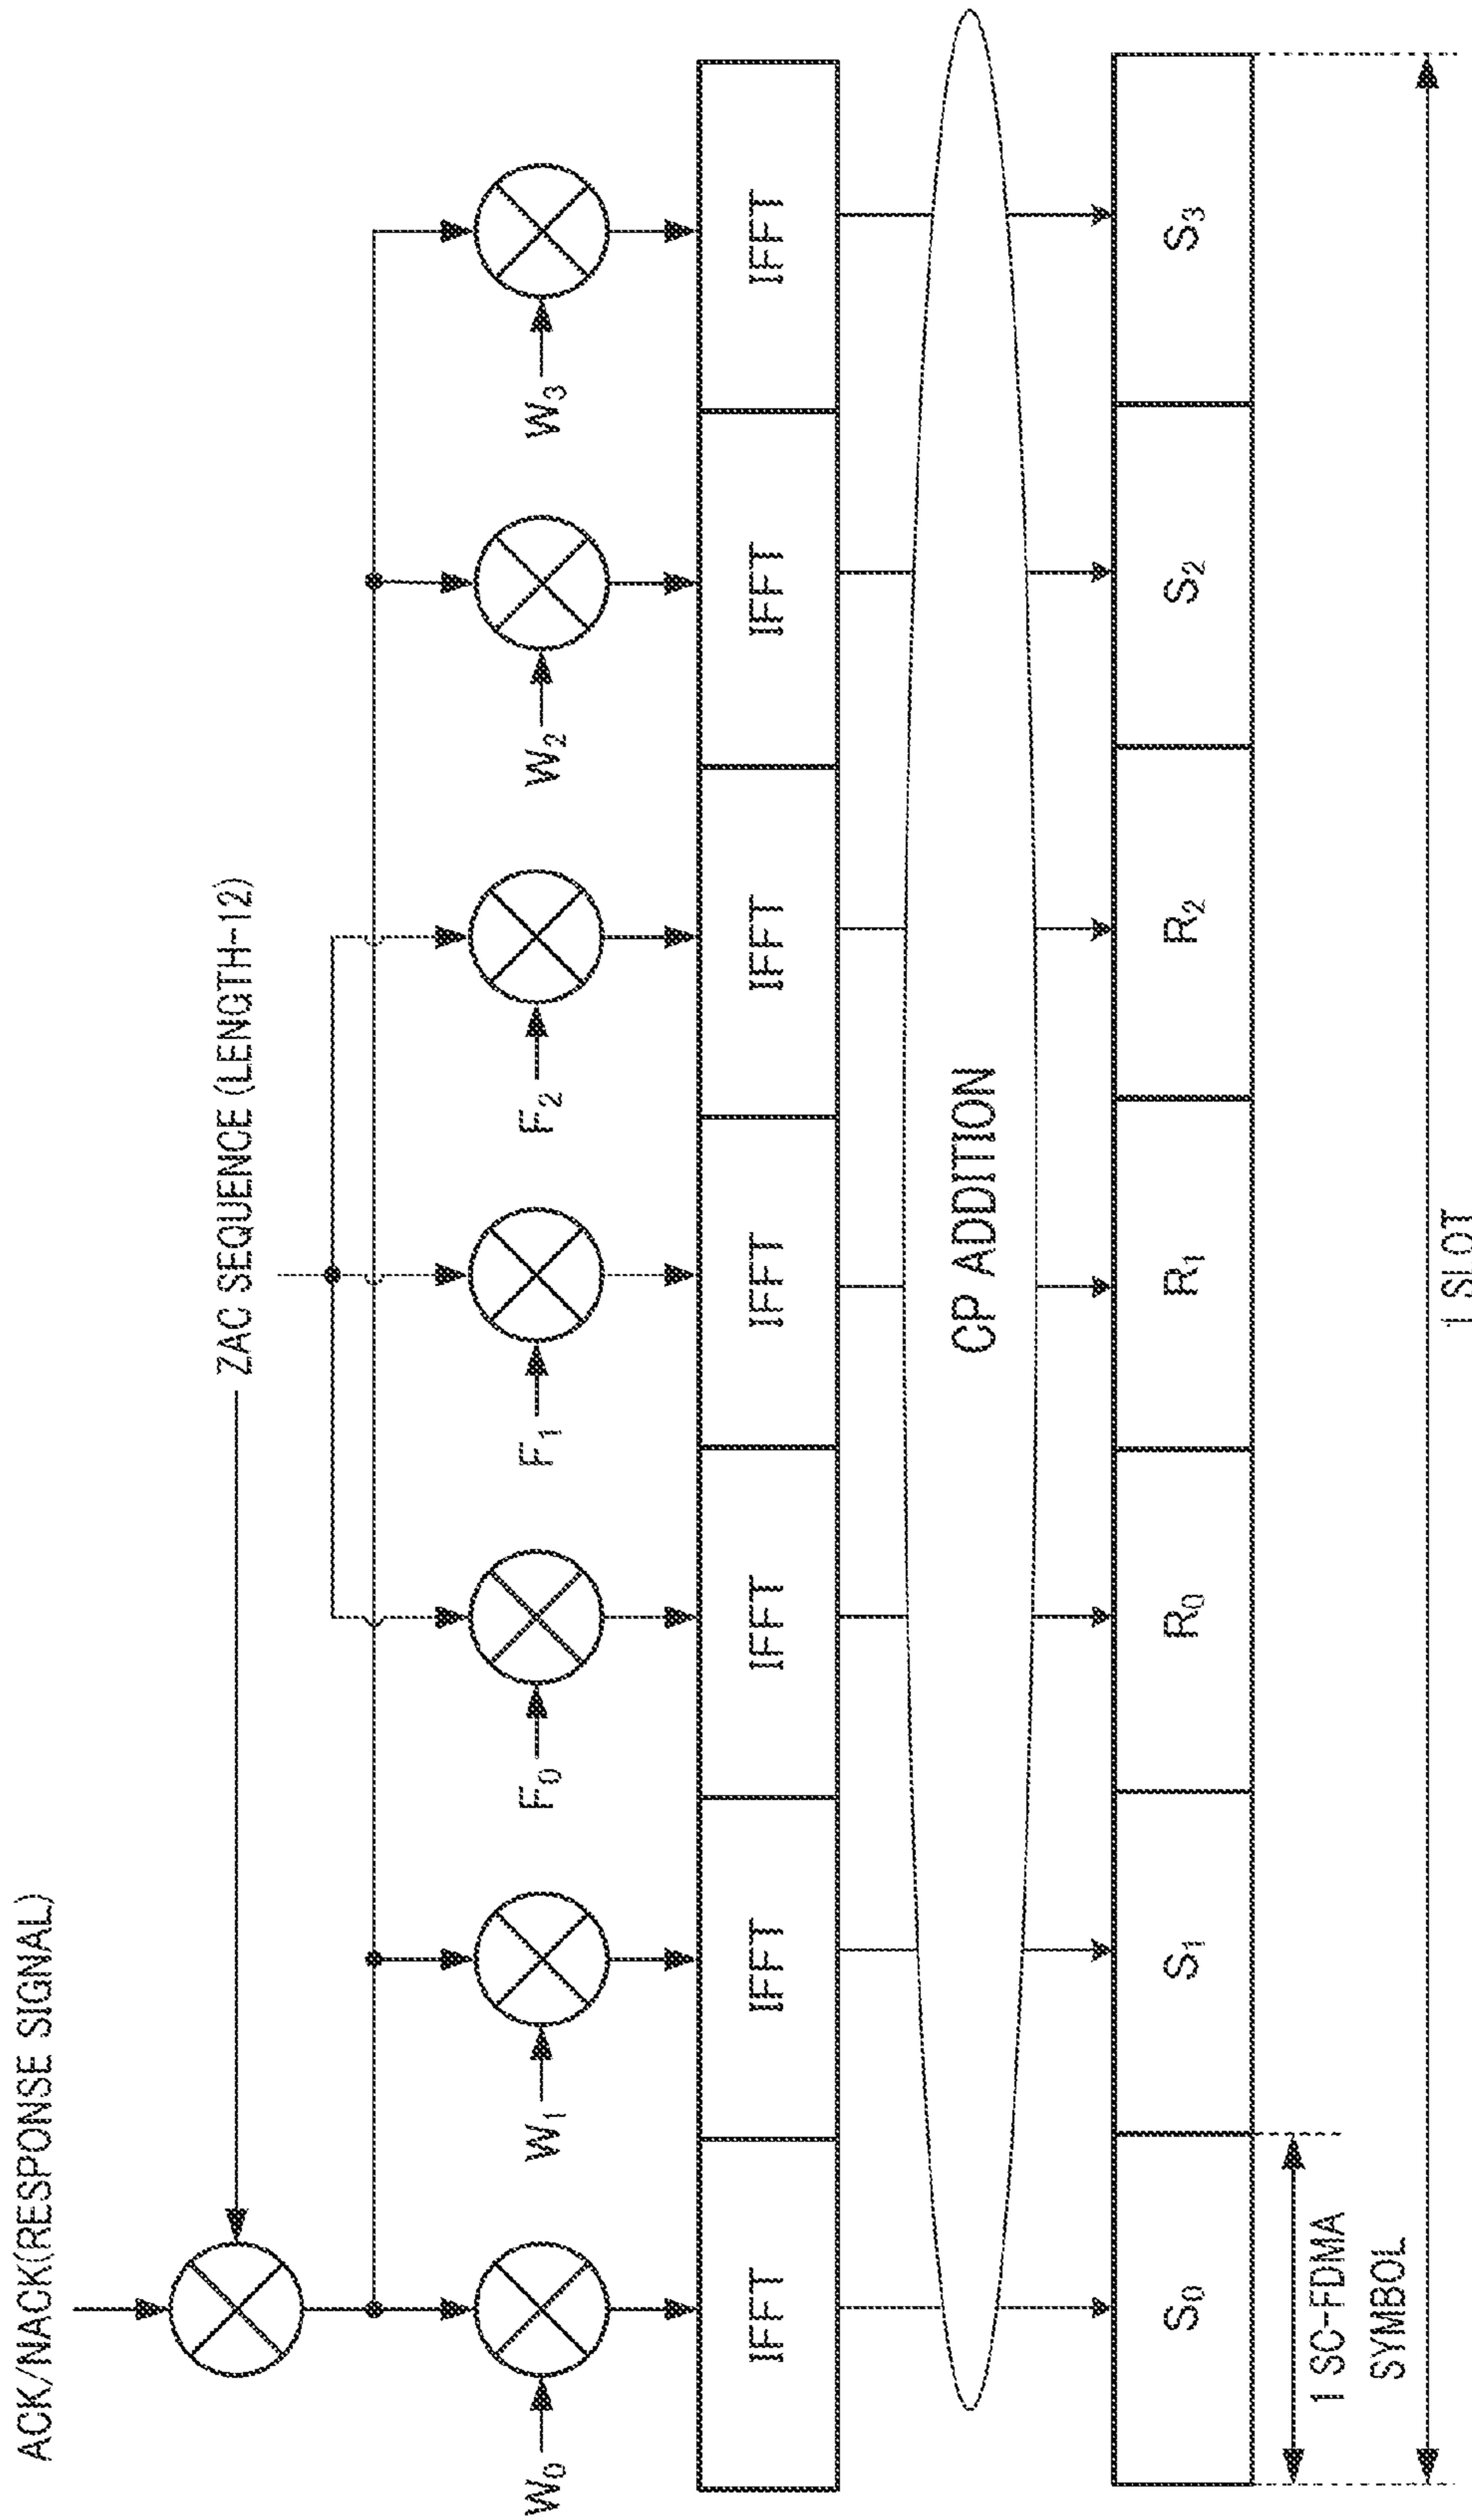 ACK/NACK(RESPONSE SIGNAL)
ZAC SEQUENCE (LENGTH-12)
W₀
W₁
F₀
F₁
F₂
W₂
W₃
IFFT
IFFT
IFFT
IFFT
IFFT
IFFT
IFFT
CP ADDITION
S₀
S₁
R₀
R₁
R₂
S₂
S₃
1 SC-FDMA
SYMBOL
1 SLOT